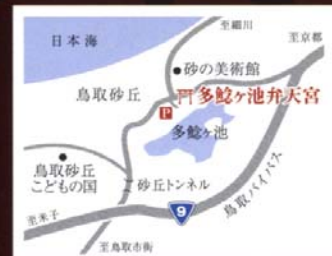 至細川
日本海
至京都
砂の美術館
鳥取砂丘
多鯰ヶ池弁天宮
P
多鯰ヶ池
鳥取砂丘
こどもの国
砂丘トンネル
鳥取バイパス
9
至米子
至鳥取市街